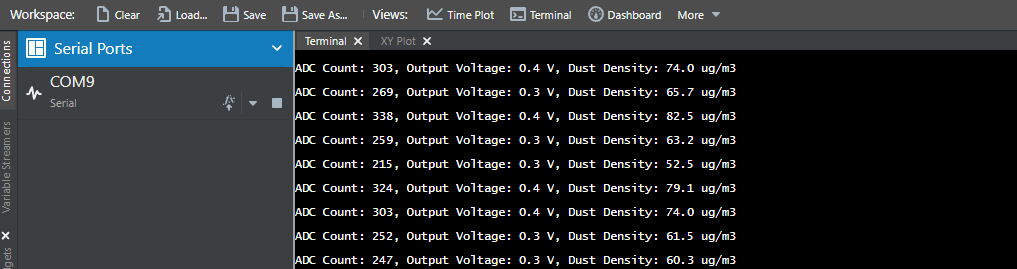 Workspace: Clear Load... Save Save As... Views: Time Plot Terminal Dashboard More
Connections
Variable Streamers
Serial Ports
COM9
Serial
Terminal XY Plot
ADC Count: 303, Output Voltage: 0.4 V, Dust Density: 74.0 ug/m3
ADC Count: 269, Output Voltage: 0.3 V, Dust Density: 65.7 ug/m3
ADC Count: 338, Output Voltage: 0.4 V, Dust Density: 82.5 ug/m3
ADC Count: 259, Output Voltage: 0.3 V, Dust Density: 63.2 ug/m3
ADC Count: 215, Output Voltage: 0.3 V, Dust Density: 52.5 ug/m3
ADC Count: 324, Output Voltage: 0.4 V, Dust Density: 79.1 ug/m3
ADC Count: 303, Output Voltage: 0.4 V, Dust Density: 74.0 ug/m3
ADC Count: 252, Output Voltage: 0.3 V, Dust Density: 61.5 ug/m3
ADC Count: 247, Output Voltage: 0.3 V, Dust Density: 60.3 ug/m3